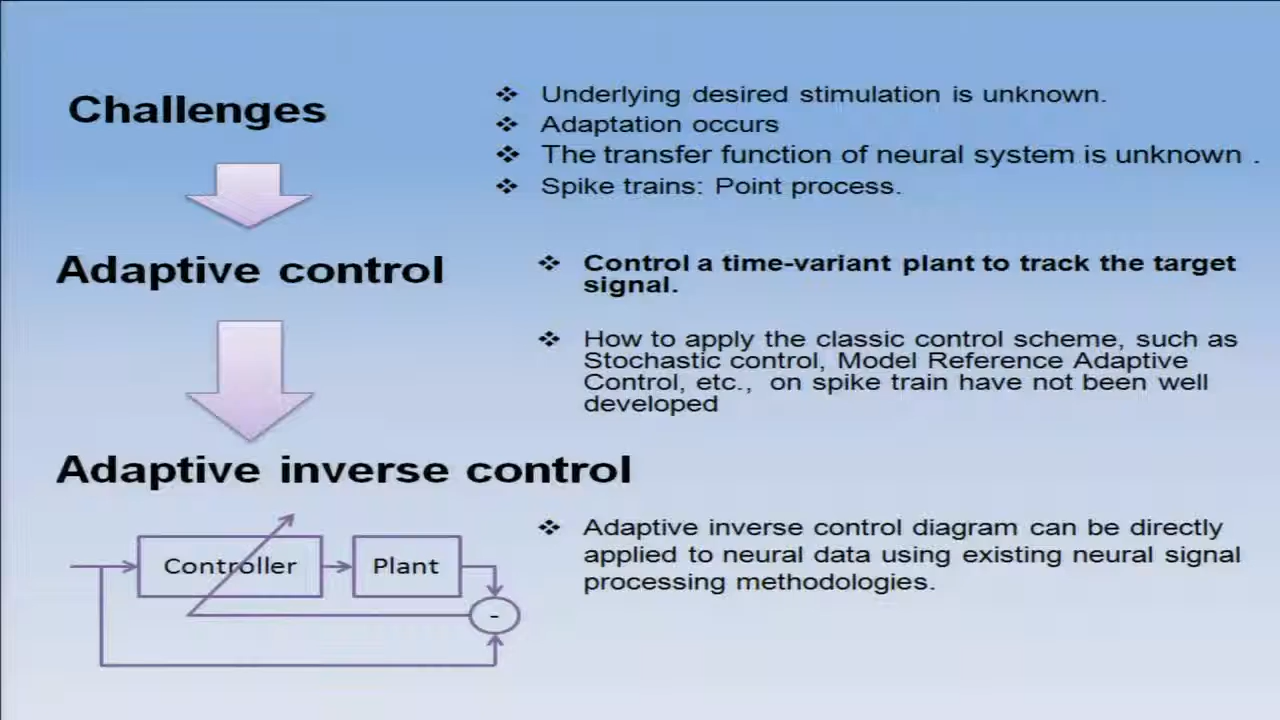 Challenges
❖ Underlying desired stimulation is unknown.
❖ Adaptation occurs
❖ The transfer function of neural system is unknown .
❖ Spike trains: Point process.
Adaptive control
❖ Control a time-variant plant to track the target
signal.
❖ How to apply the classic control scheme, such as
Stochastic control, Model Reference Adaptive
Control, etc., on spike train have not been well
developed
Adaptive inverse control
❖ Adaptive inverse control diagram can be directly
applied to neural data using existing neural signal
processing methodologies.
Controller
Plant
-